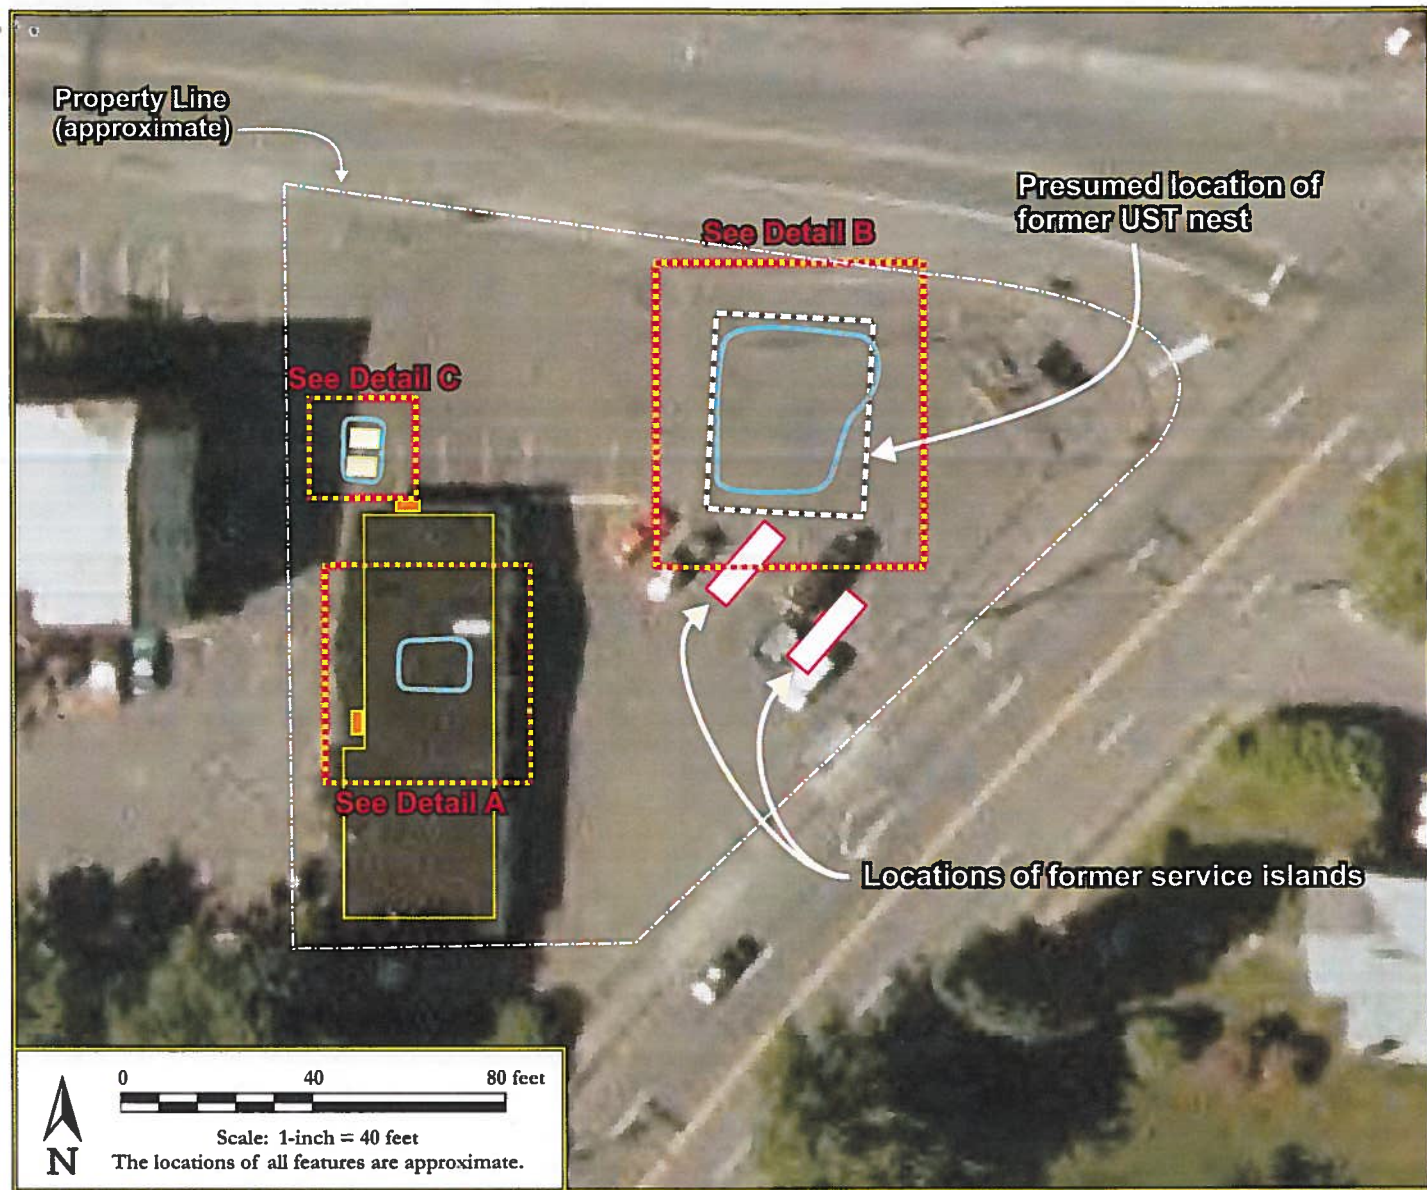 Property Line
(approximate)
Presumed location of
former UST nest
See Detail B
See Detail C
See Detail A
Locations of former service islands
0 40 80 feet
Scale: 1-inch = 40 feet
N
The locations of all features are approximate.